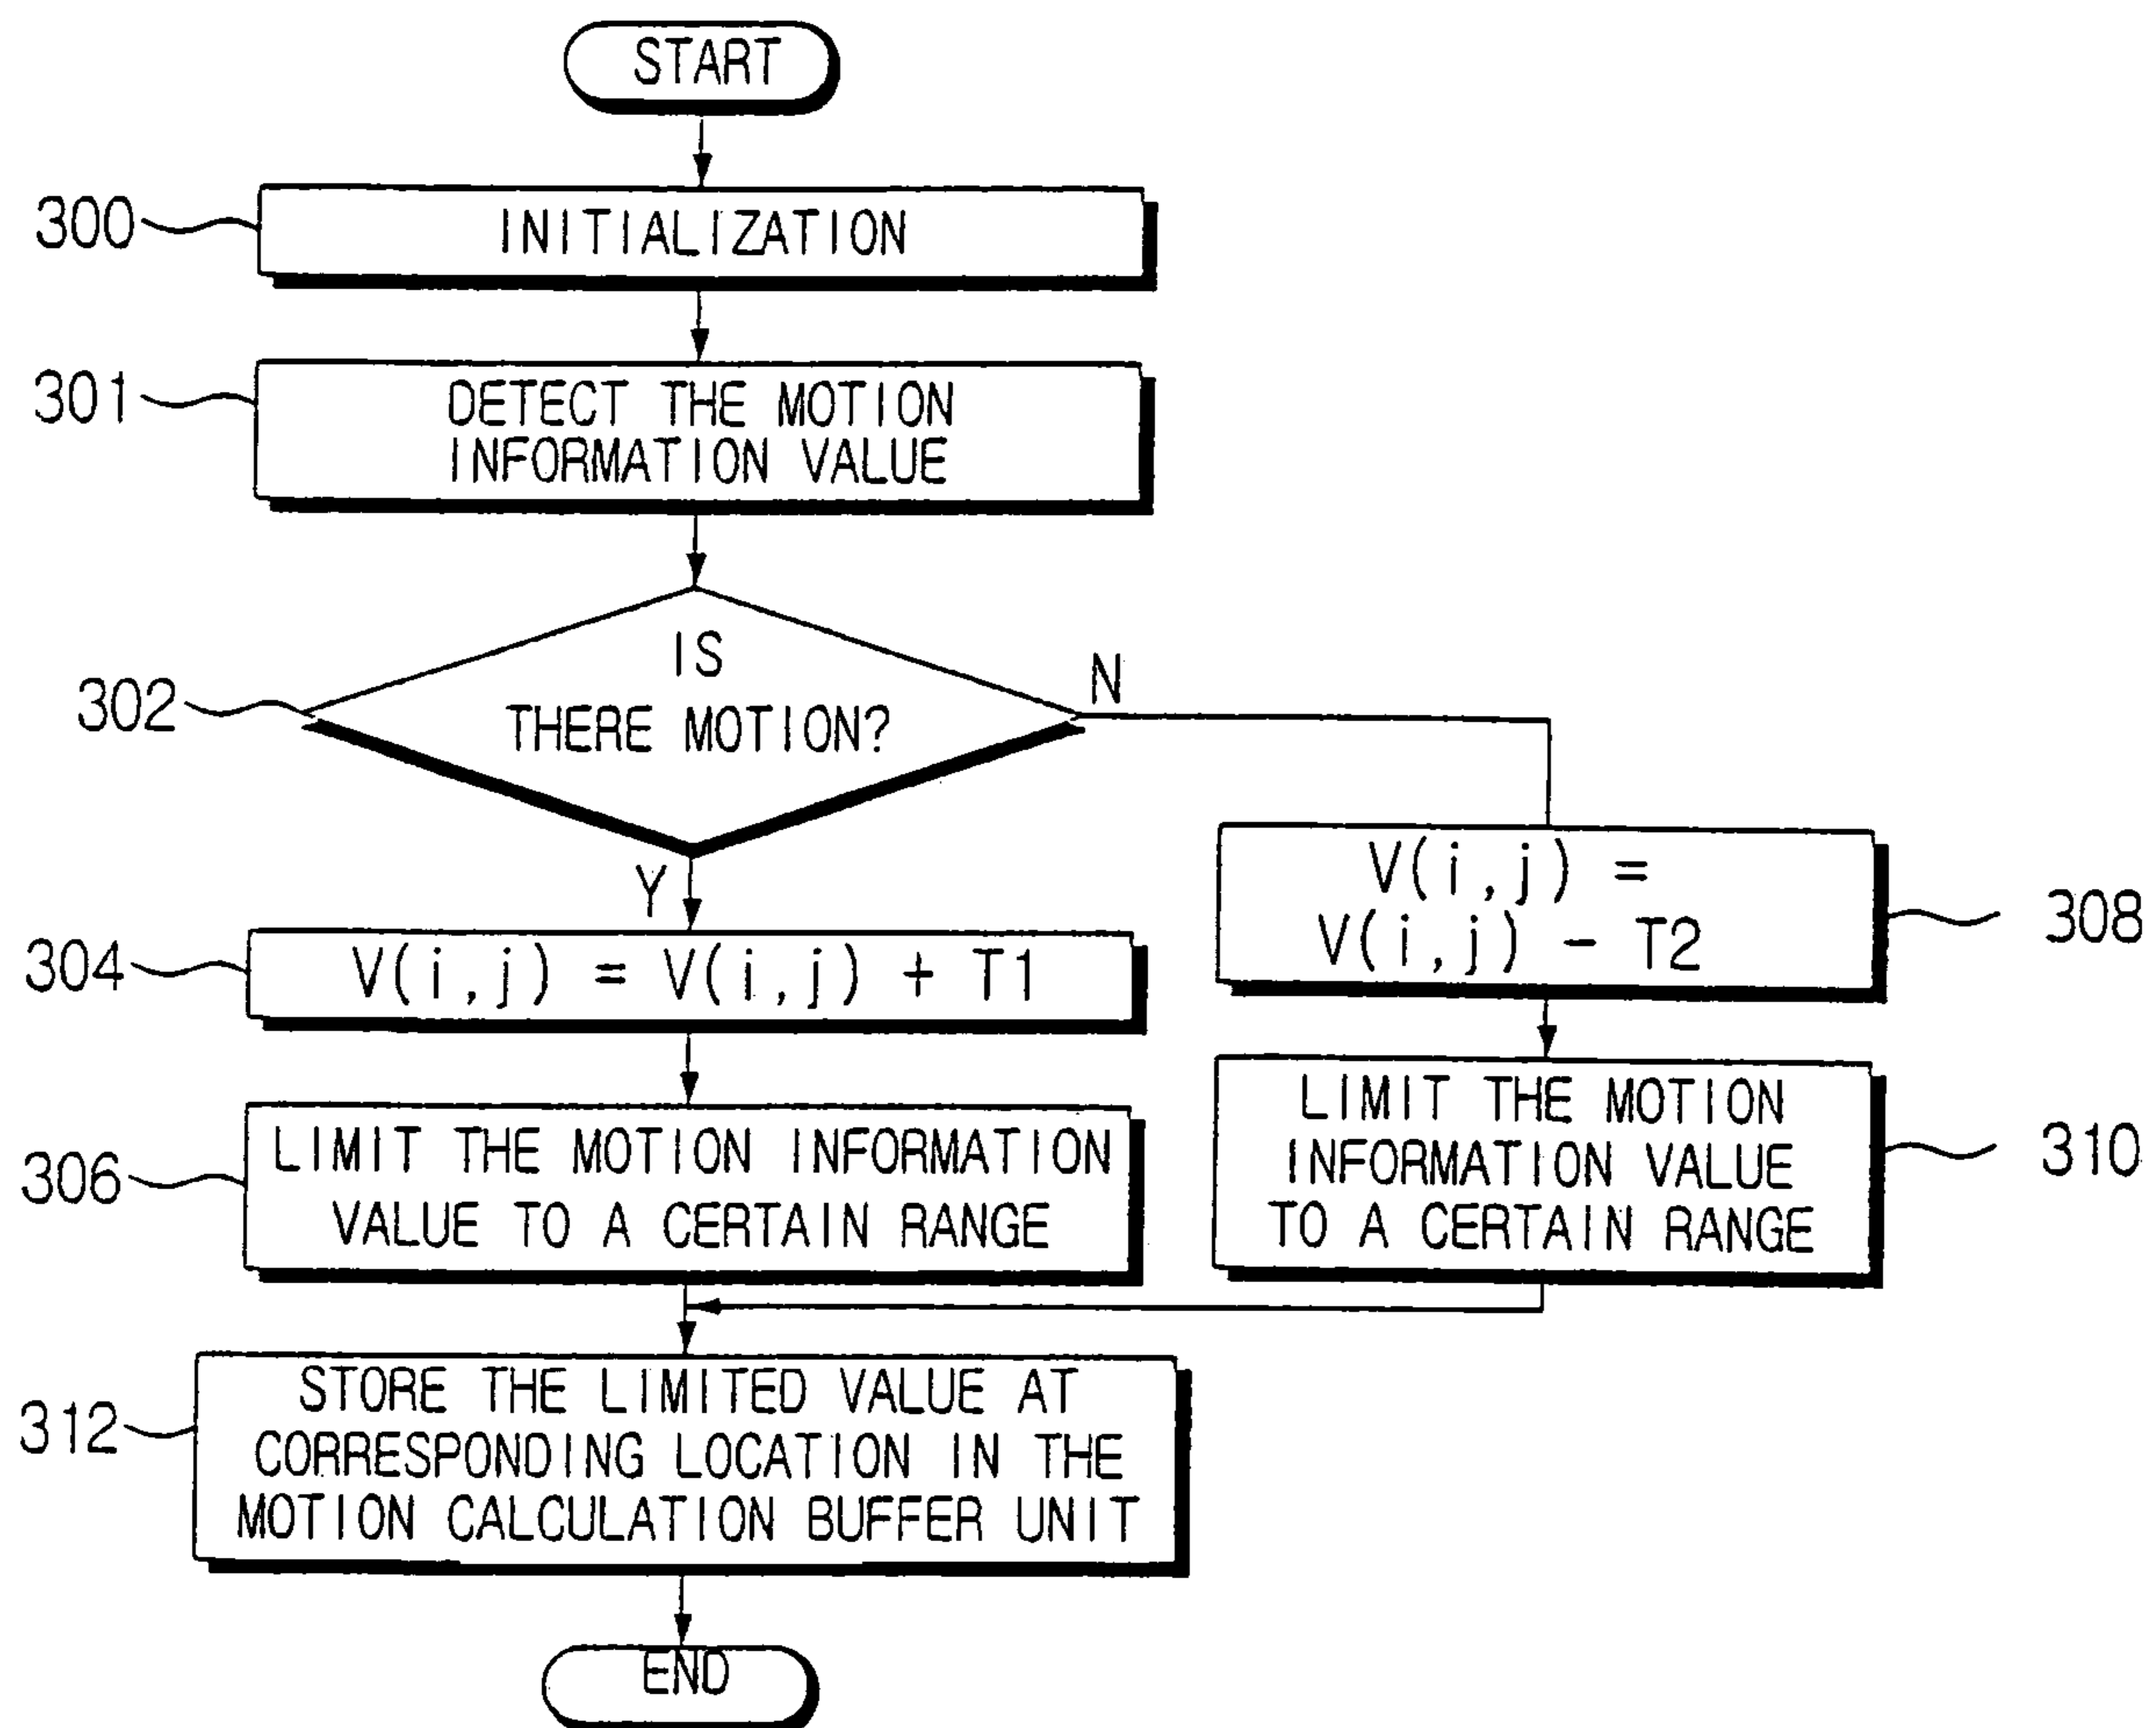 START
300
INITIALIZATION
301
DETECT THE MOTION
INFORMATION VALUE
302
IS
THERE MOTION?
N
Y
304
V(i,j) = V(i,j) + T1
V(i,j) =
V(i,j) - T2
308
306
LIMIT THE MOTION INFORMATION
VALUE TO A CERTAIN RANGE
LIMIT THE MOTION
INFORMATION VALUE
TO A CERTAIN RANGE
310
312
STORE THE LIMITED VALUE AT
CORRESPONDING LOCATION IN THE
MOTION CALCULATION BUFFER UNIT
END